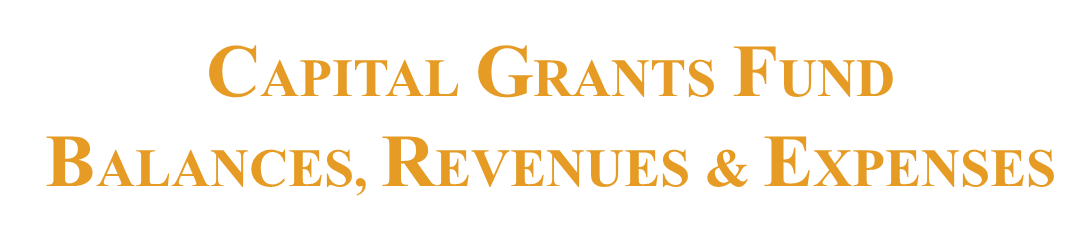 Capital Grants Fund
Balances, Revenues & Expenses